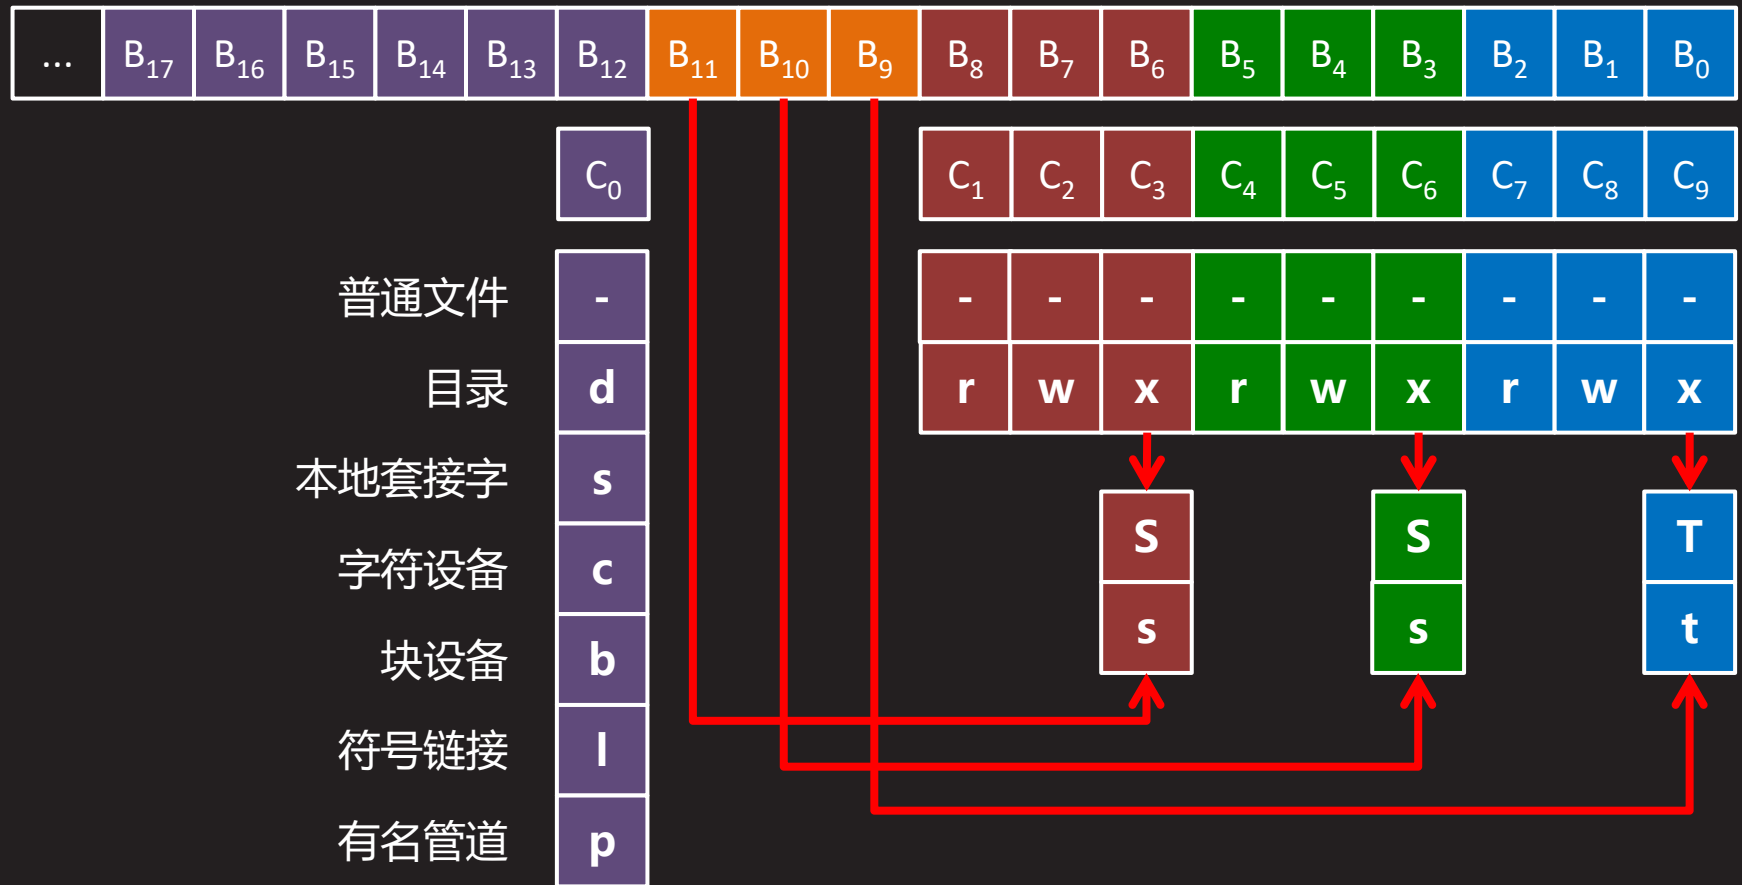 ... B17 B16 B15 B14 B13 B12 B11 B10 B9 B8 B7 B6 B5 B4 B3 B2 B1 B0
C0 C1 C2 C3 C4 C5 C6 C7 C8 C9
普通文件 - - - - - - - - - -
目录 d r w x r w x r w x
本地套接字 s
S S T
字符设备 c
s s t
块设备 b
符号链接 l
有名管道 p